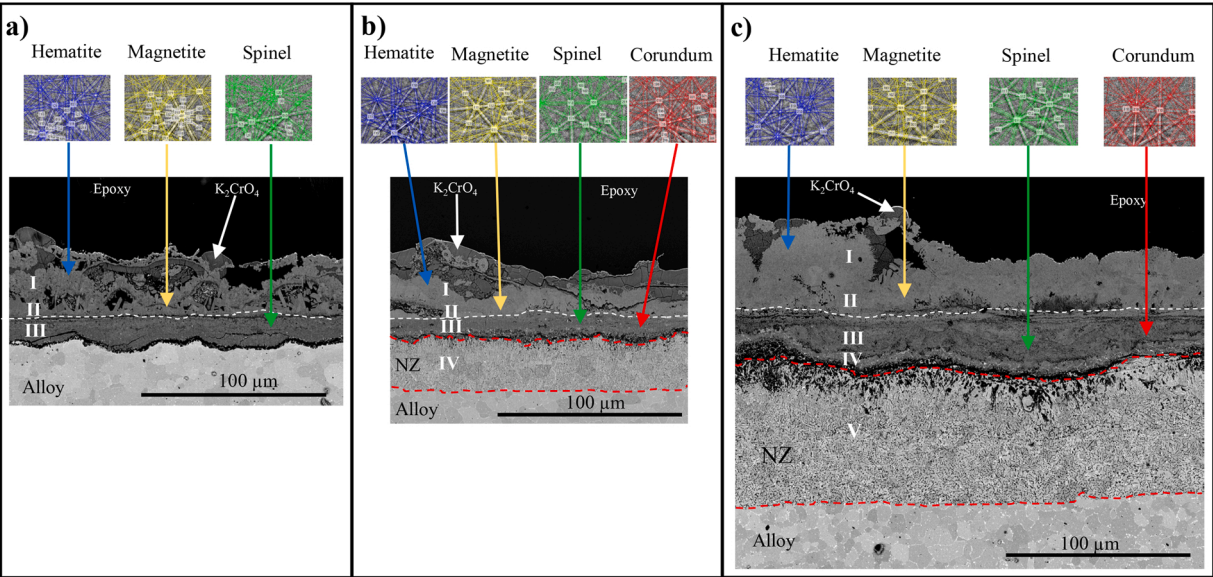 a)
Hematite Magnetite Spinel
Epoxy
K₂CrO₄
I
II
III
Alloy
100 µm
b)
Hematite Magnetite Spinel Corundum
K₂CrO₄
Epoxy
I
II
III
NZ IV
Alloy
100 µm
c)
Hematite Magnetite Spinel Corundum
K₂CrO₄
Epoxy
I
II
III
IV
V
NZ
Alloy
100 µm